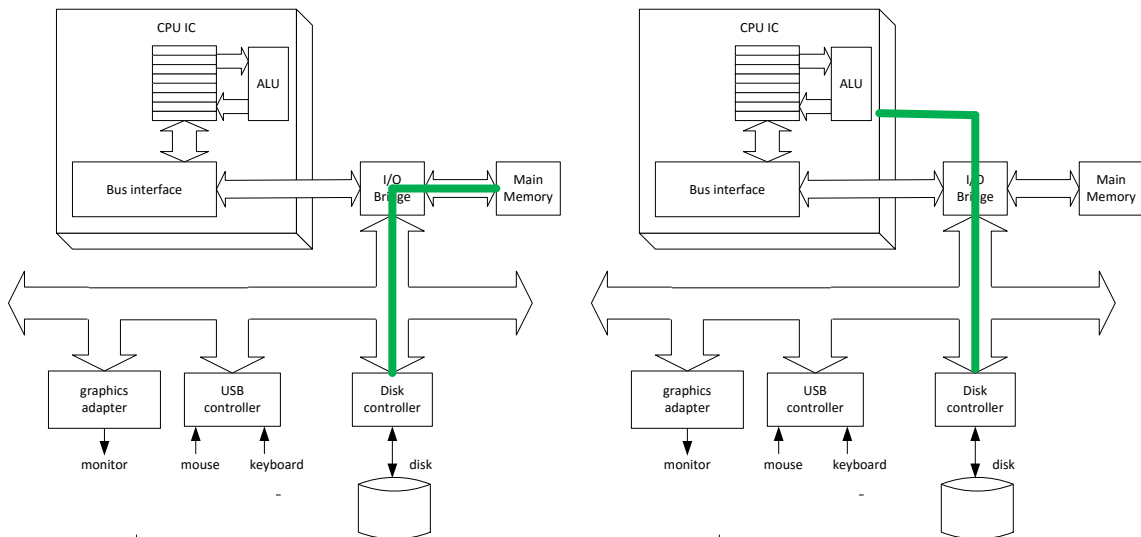 CPU IC
ALU
Bus interface
I/O
Bridge
Main
Memory
graphics
adapter
USB
controller
Disk
controller
monitor
mouse
keyboard
disk
CPU IC
ALU
Bus interface
I/O
Bridge
Main
Memory
graphics
adapter
USB
controller
Disk
controller
monitor
mouse
keyboard
disk